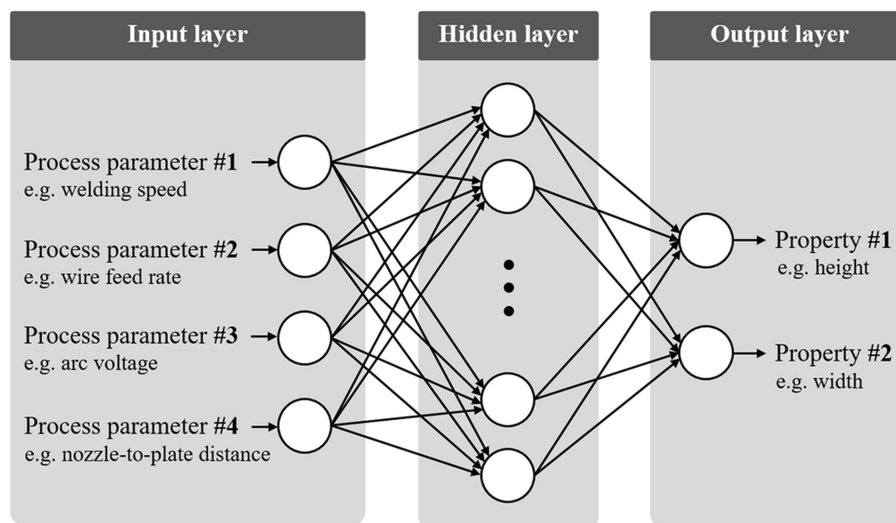 Input layer
Hidden layer
Output layer
Process parameter #1
e.g. welding speed
Process parameter #2
e.g. wire feed rate
Process parameter #3
e.g. arc voltage
Process parameter #4
e.g. nozzle-to-plate distance
Property #1
e.g. height
Property #2
e.g. width